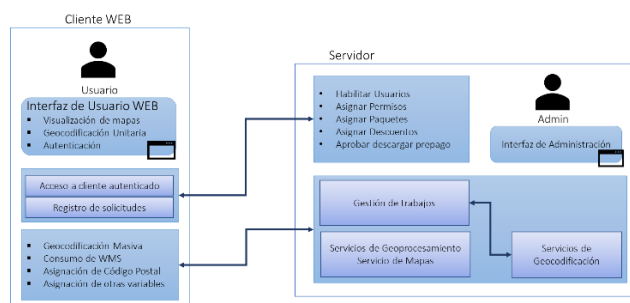 Cliente WEB
Usuario
Interfaz de Usuario WEB
▪ Visualización de mapas
▪ Geocodificación Unitaria
▪ Autenticación
Acceso a cliente autenticado
Registro de solicitudes
▪ Geocodificación Masiva
▪ Consumo de WMS
▪ Asignación de Código Postal
▪ Asignación de otras variables
Servidor
• Habilitar Usuarios
• Asignar Permisos
• Asignar Paquetes
• Asignar Descuentos
• Aprobar descargar prepago
Admin
Interfaz de Administración
Gestión de trabajos
Servicios de Geoprocesamiento
Servicio de Mapas
Servicios de
Geocodificación